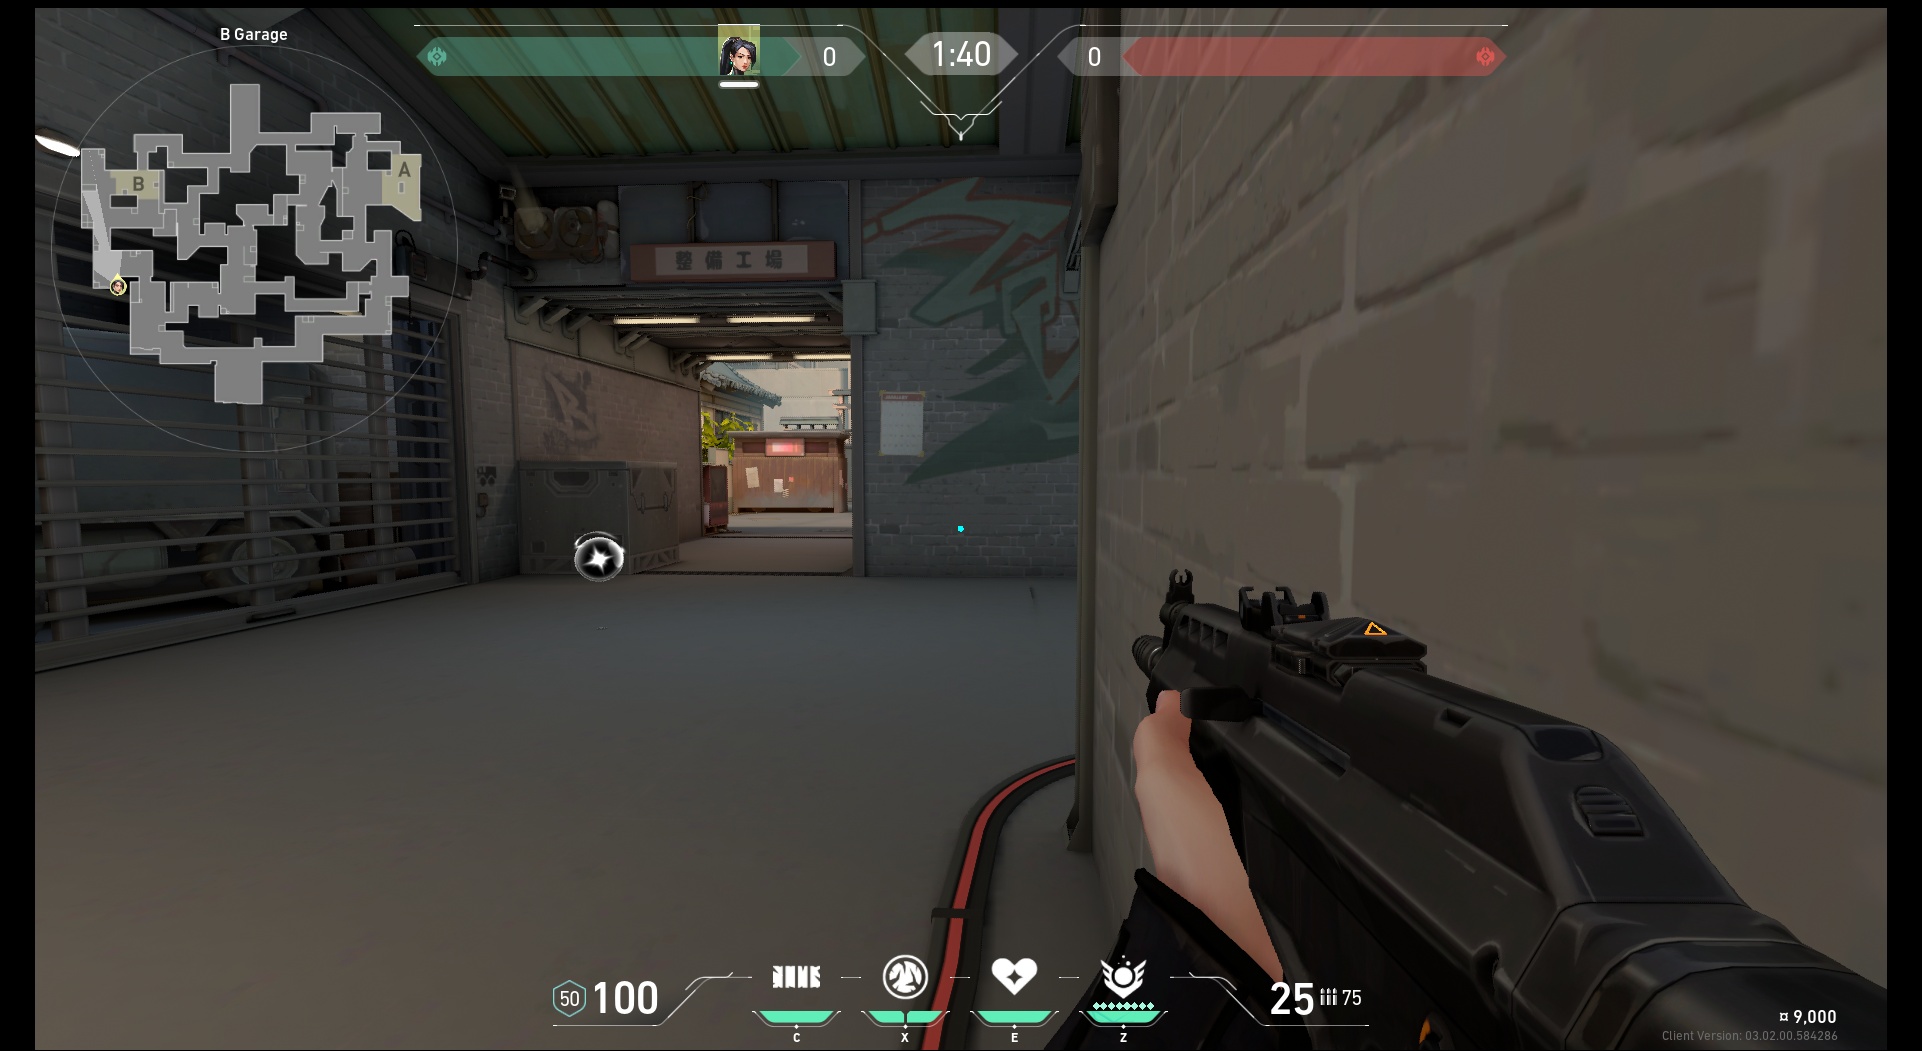 B Garage
0
1:40
0
A
B
整備工場
50
100
25
75
C
X
E
Z
¤ 9,000
Client Version: 03.02.00.584286